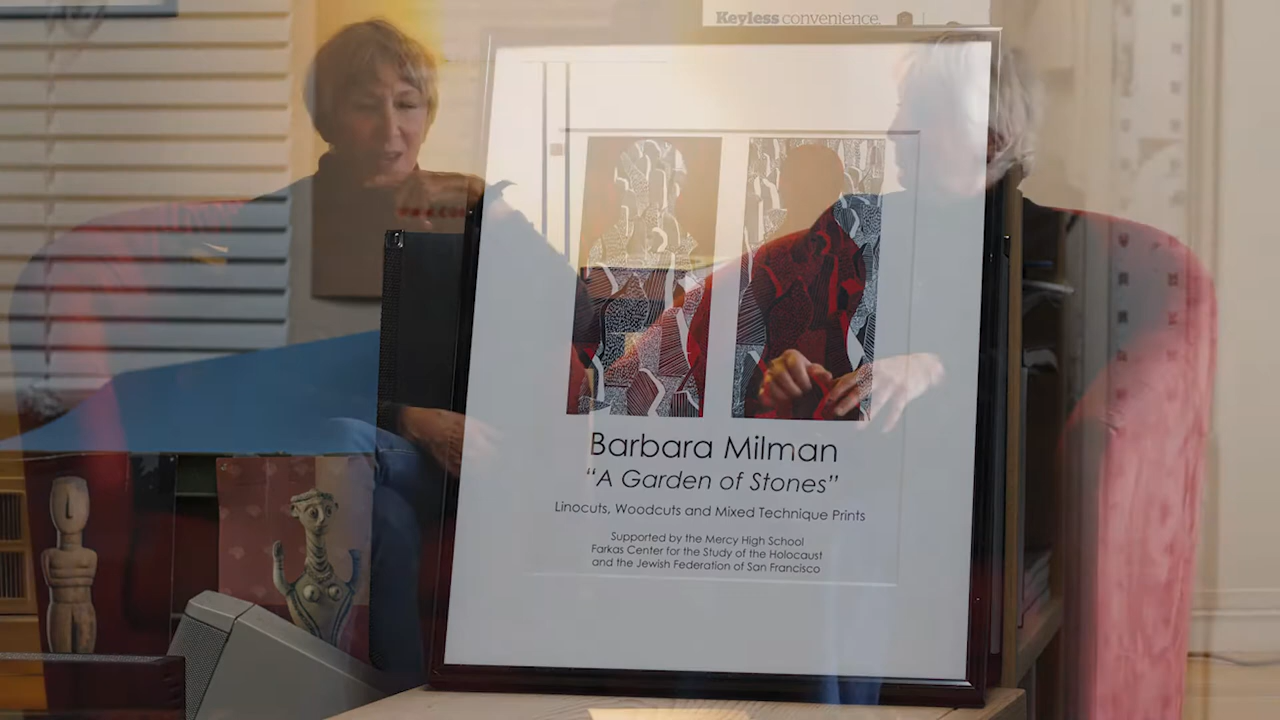 Keyless convenience.
Barbara Milman
“A Garden of Stones”
Linocuts, Woodcuts and Mixed Technique Prints
Supported by the Mercy High School
Farkas Center for the Study of the Holocaust
and the Jewish Federation of San Francisco